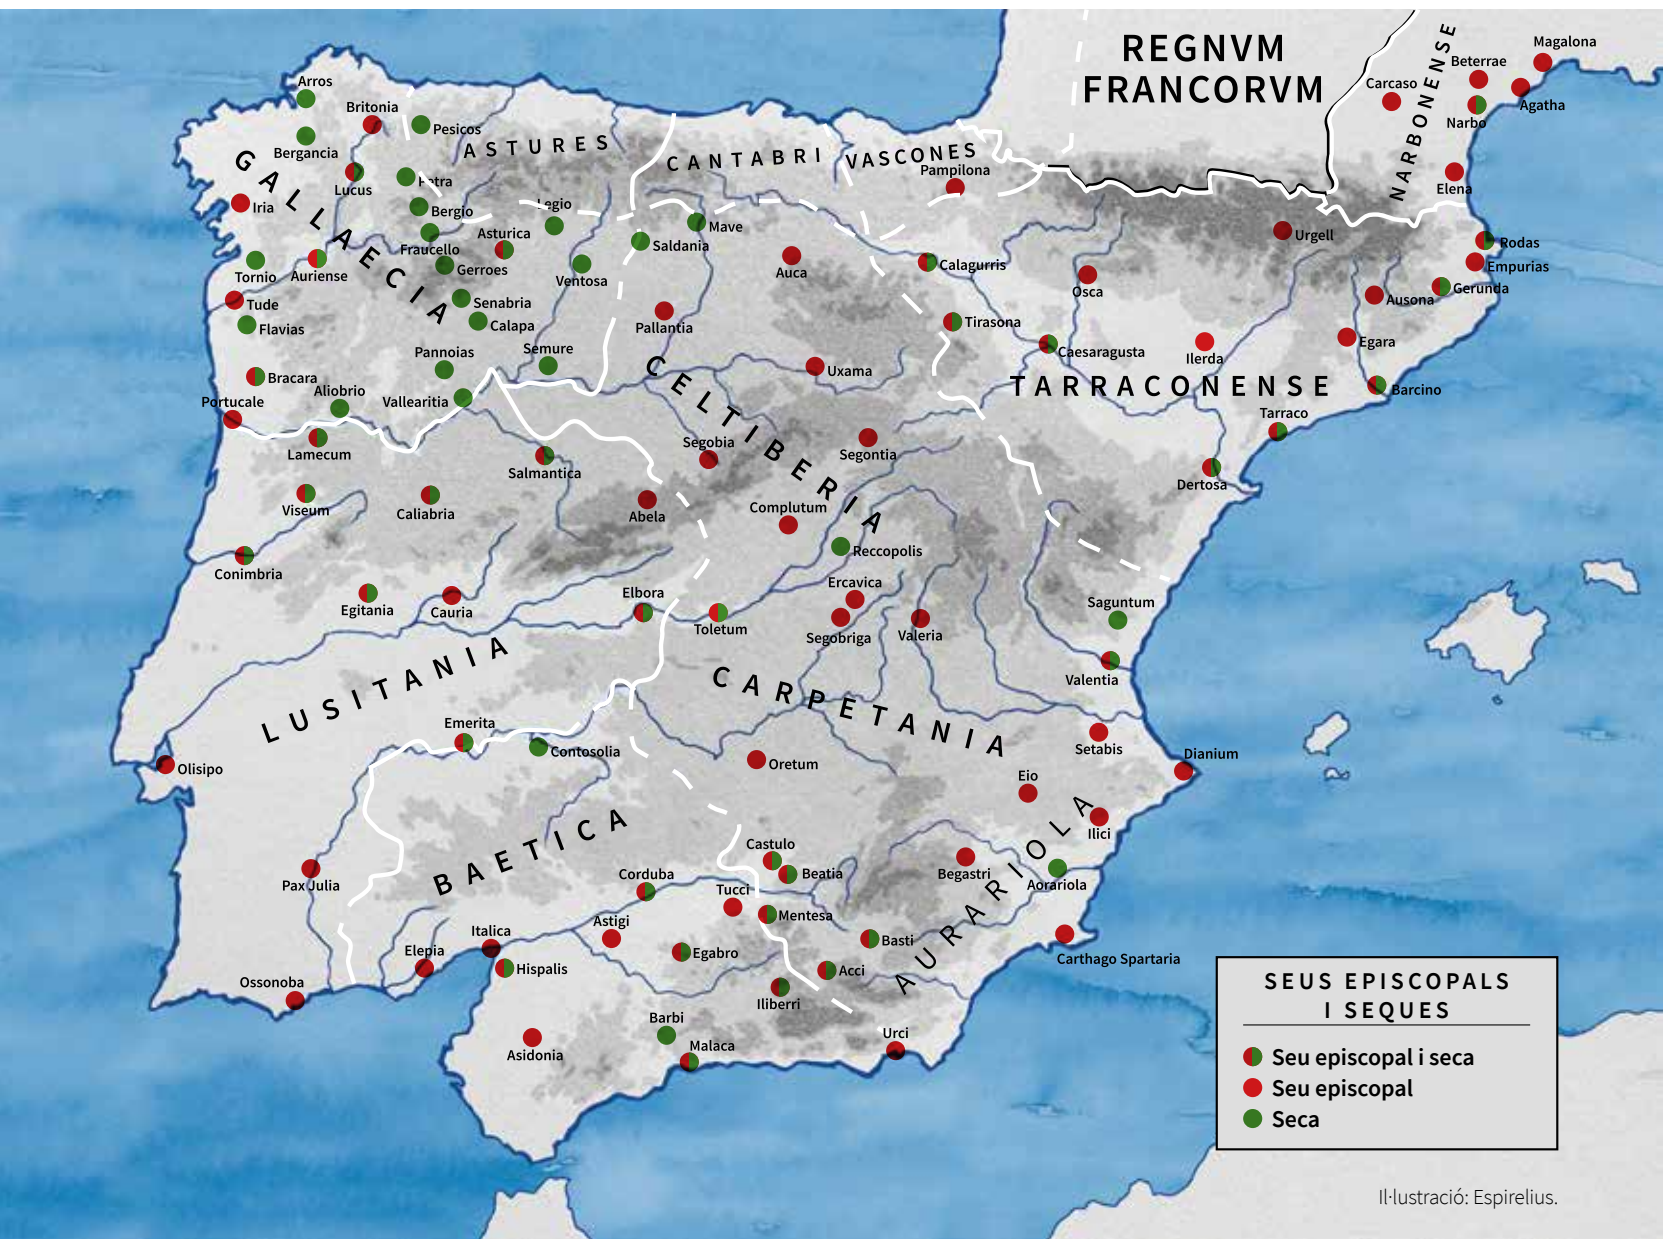 REGNVM
FRANCORVM
NARBONENSE
Magalona
Beterrae
Carcaso
Agatha
Narbo
Elena
Arros
Britonia
Pesicos
Bergancia
ASTURES
CANTABRI
VASCONES
Pampilona
GALLAECIA
Lucus
Petra
Iria
Bergio
Legio
Asturica
Fraucello
Mave
Saldania
Urgell
Rodas
Tornio
Auriense
Gerroes
Ventosa
Auca
Calagurris
Osca
Empurias
Gerunda
Ausona
Tude
Senabria
Flavias
Calapa
Pallantia
Tirasona
Caesaragusta
Ilerda
Egara
Pannoias
Semure
Bracara
Aliobrio
Vallearitia
Portucale
CELTIBERIA
Uxama
TARRACONENSE
Barcino
Tarraco
Lamecum
Salmantica
Segobia
Segontia
Dertosa
Viseum
Caliabria
Abela
Complutum
Reccopolis
Conimbria
Egitania
Cauria
Elbora
Toletum
Ercavica
Segobriga
Valeria
Saguntum
Valentia
LUSITANIA
CARPETANIA
Emerita
Contosolia
Olisipo
Oretum
Setabis
Dianium
Eio
Ilici
BAETICA
AURARIOLA
Castulo
Beatia
Begastri
Aorariola
Pax Julia
Corduba
Tucci
Mentesa
Astigi
Italica
Elepia
Hispalis
Egabro
Basti
Acci
Carthago Spartaria
Ossonoba
Iliberri
Barbi
Malaca
Urci
Asidonia
SEUS EPISCOPALS
I SEQUES
Seu episcopal i seca
Seu episcopal
Seca
Il·lustració: Espirelius.